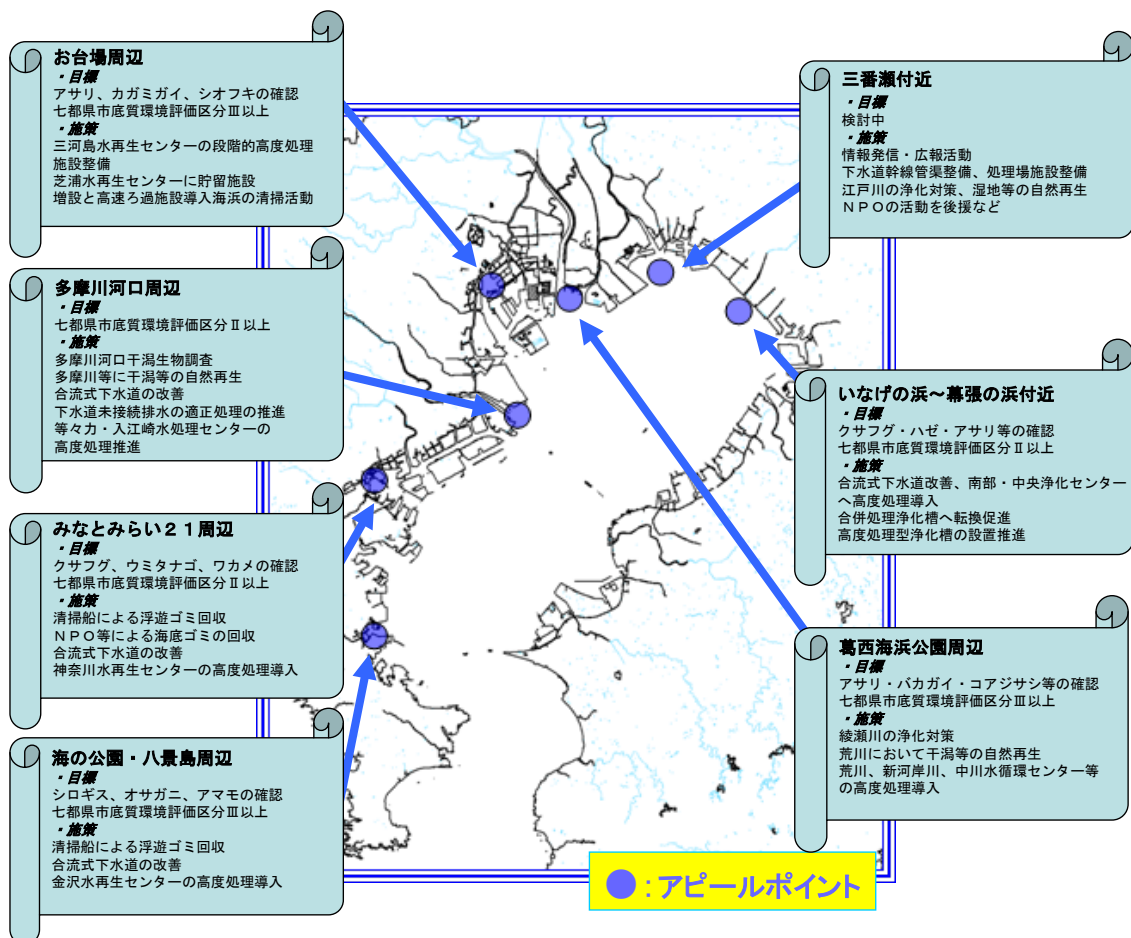 お台場周辺
・目標
アサリ、カガミガイ、シオフキの確認
七都県市底質環境評価区分Ⅲ以上
・施策
三河島水再生センターの段階的高度処理
施設整備
芝浦水再生センターに貯留施設
増設と高速ろ過施設導入海浜の清掃活動
多摩川河口周辺
・目標
七都県市底質環境評価区分Ⅱ以上
・施策
多摩川河口干潟生物調査
多摩川等に干潟等の自然再生
合流式下水道の改善
下水道未接続排水の適正処理の推進
等々力・入江崎水処理センターの
高度処理推進
みなとみらい２１周辺
・目標
クサフグ、ウミタナゴ、ワカメの確認
七都県市底質環境評価区分Ⅱ以上
・施策
清掃船による浮遊ゴミ回収
ＮＰＯ等による海底ゴミの回収
合流式下水道の改善
神奈川水再生センターの高度処理導入
海の公園・八景島周辺
・目標
シロギス、オサガニ、アマモの確認
七都県市底質環境評価区分Ⅲ以上
・施策
清掃船による浮遊ゴミ回収
合流式下水道の改善
金沢水再生センターの高度処理導入
三番瀬付近
・目標
検討中
・施策
情報発信・広報活動
下水道幹線管渠整備、処理場施設整備
江戸川の浄化対策、湿地等の自然再生
ＮＰＯの活動を後援など
いなげの浜～幕張の浜付近
・目標
クサフグ・ハゼ・アサリ等の確認
七都県市底質環境評価区分Ⅱ以上
・施策
合流式下水道改善、南部・中央浄化センター
へ高度処理導入
合併処理浄化槽へ転換促進
高度処理型浄化槽の設置推進
葛西海浜公園周辺
・目標
アサリ・バカガイ・コアジサシ等の確認
七都県市底質環境評価区分Ⅲ以上
・施策
綾瀬川の浄化対策
荒川において干潟等の自然再生
荒川、新河岸川、中川水循環センター等
の高度処理導入
●：アピールポイント